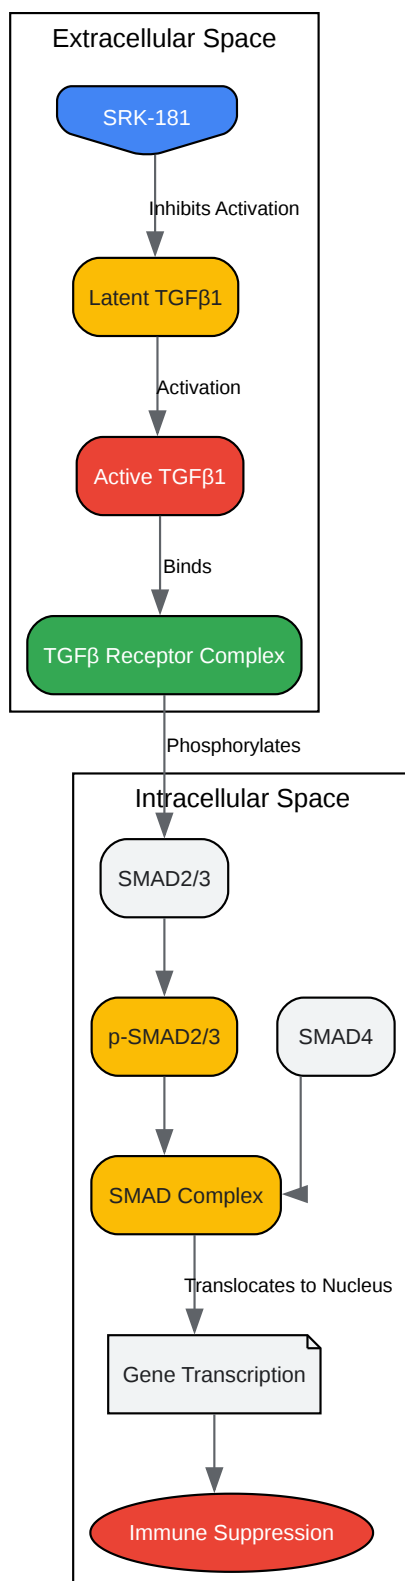 Extracellular Space
SRK-181
Inhibits Activation
Latent TGFβ1
Activation
Active TGFβ1
Binds
TGFβ Receptor Complex
Phosphorylates
Intracellular Space
SMAD2/3
p-SMAD2/3
SMAD4
SMAD Complex
Translocates to Nucleus
Gene Transcription
Immune Suppression